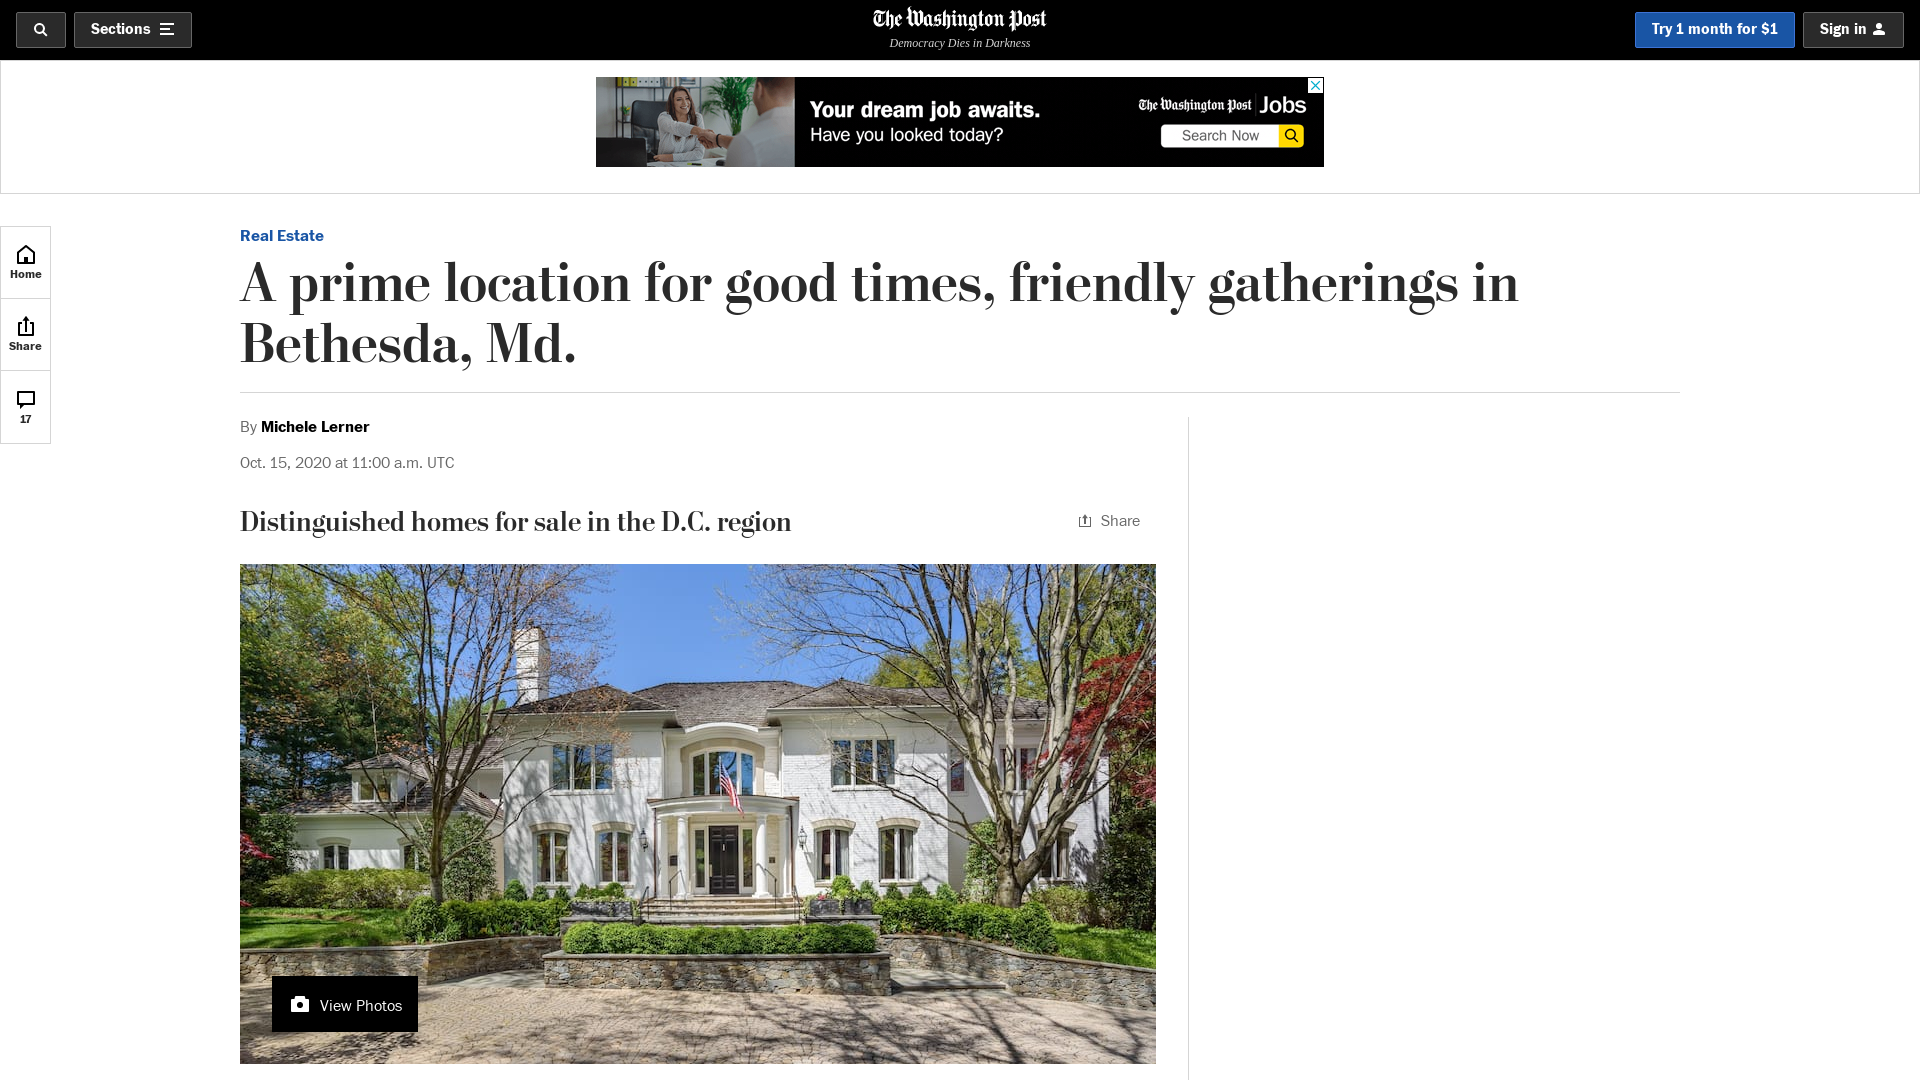 Sections
The Washington Post
Democracy Dies in Darkness
Try 1 month for $1
Sign in
Your dream job awaits.
Have you looked today?
The Washington Post Jobs
Search Now
Home
Share
17
Real Estate
A prime location for good times, friendly gatherings in
Bethesda, Md.
By Michele Lerner
Oct. 15, 2020 at 11:00 a.m. UTC
Distinguished homes for sale in the D.C. region
Share
View Photos